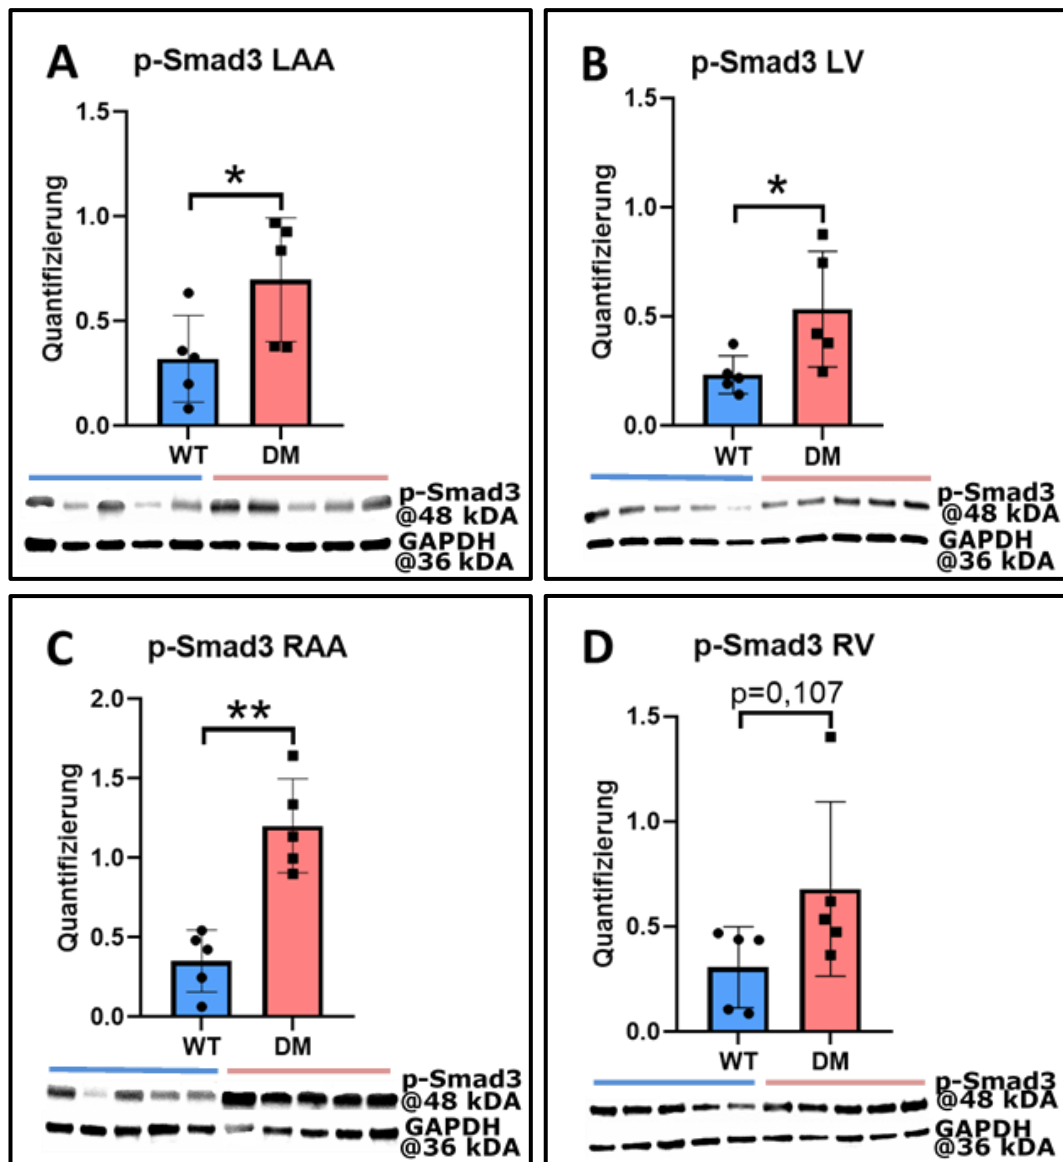 A
p-Smad3 LAA
1.5
1.0
0.5
0.0
Quantifizierung
*
WT DM
p-Smad3
@48 kDA
GAPDH
@36 kDA
B
p-Smad3 LV
1.5
1.0
0.5
0.0
Quantifizierung
*
WT DM
p-Smad3
@48 kDA
GAPDH
@36 kDA
C
p-Smad3 RAA
2.0
1.5
1.0
0.5
0.0
Quantifizierung
**
WT DM
p-Smad3
@48 kDA
GAPDH
@36 kDA
D
p-Smad3 RV
p=0,107
1.5
1.0
0.5
0.0
Quantifizierung
WT DM
p-Smad3
@48 kDA
GAPDH
@36 kDA